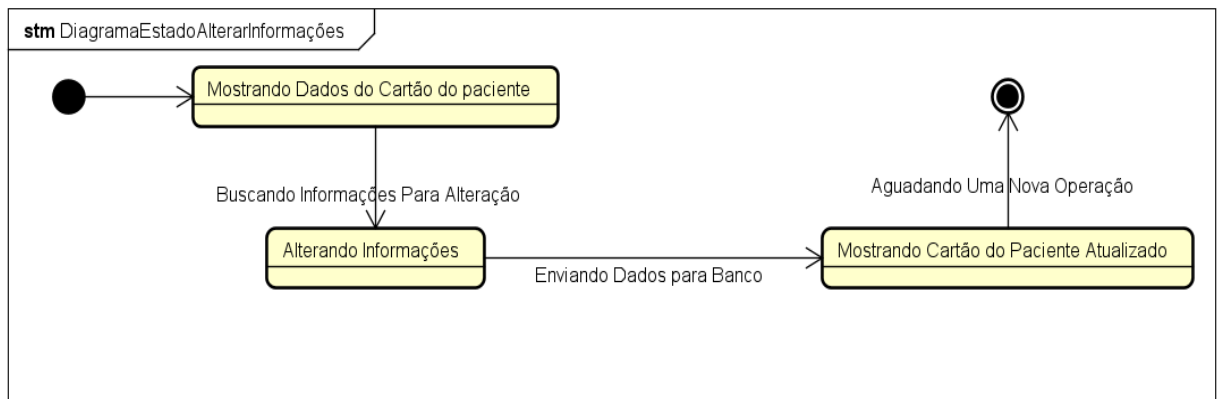 stm DiagramaEstadoAlterarInformações
Mostrando Dados do Cartão do paciente
Buscando Informações Para Alteração
Aguadando Uma Nova Operação
Alterando Informações
Mostrando Cartão do Paciente Atualizado
Enviando Dados para Banco